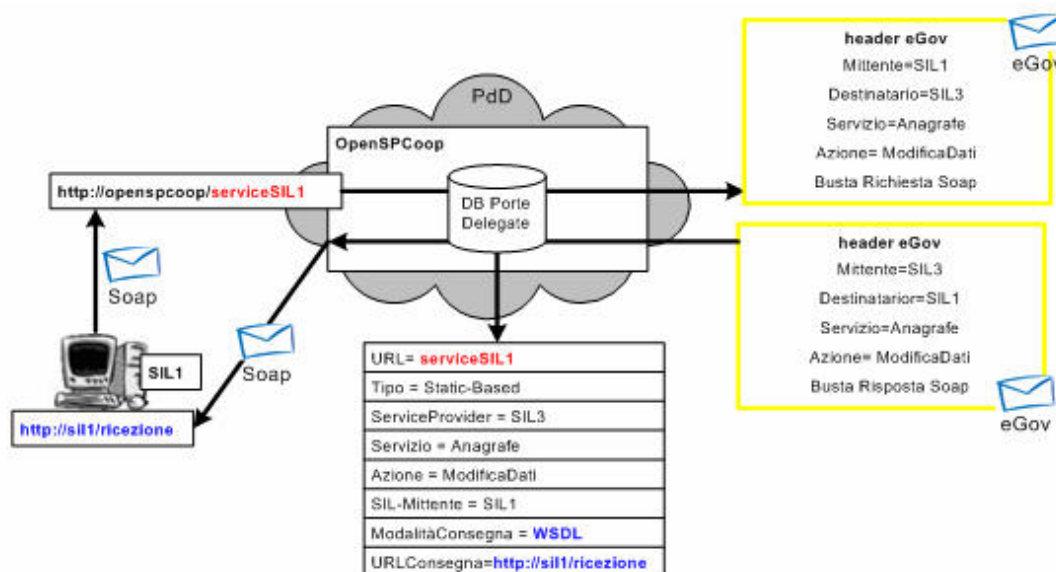 PdD
OpenSPCoop
http://openspcoop/serviceSIL1
DB Porte
Delegate
Soap
SIL1
http://sil1/ricezione
Soap
header eGov
Mittente=SIL1
Destinatario=SIL3
Servizio=Anagrafe
Azione= ModificaDati
Busta Richiesta Soap
eGov
header eGov
Mittente=SIL3
Destinatarior=SIL1
Servizio=Anagrafe
Azione= ModificaDati
Busta Risposta Soap
eGov
URL= serviceSIL1
Tipo = Static-Based
ServiceProvider = SIL3
Servizio = Anagrafe
Azione = ModificaDati
SIL-Mittente = SIL1
ModalitàConsegna = WSDL
URLConsegna=http://sil1/ricezione